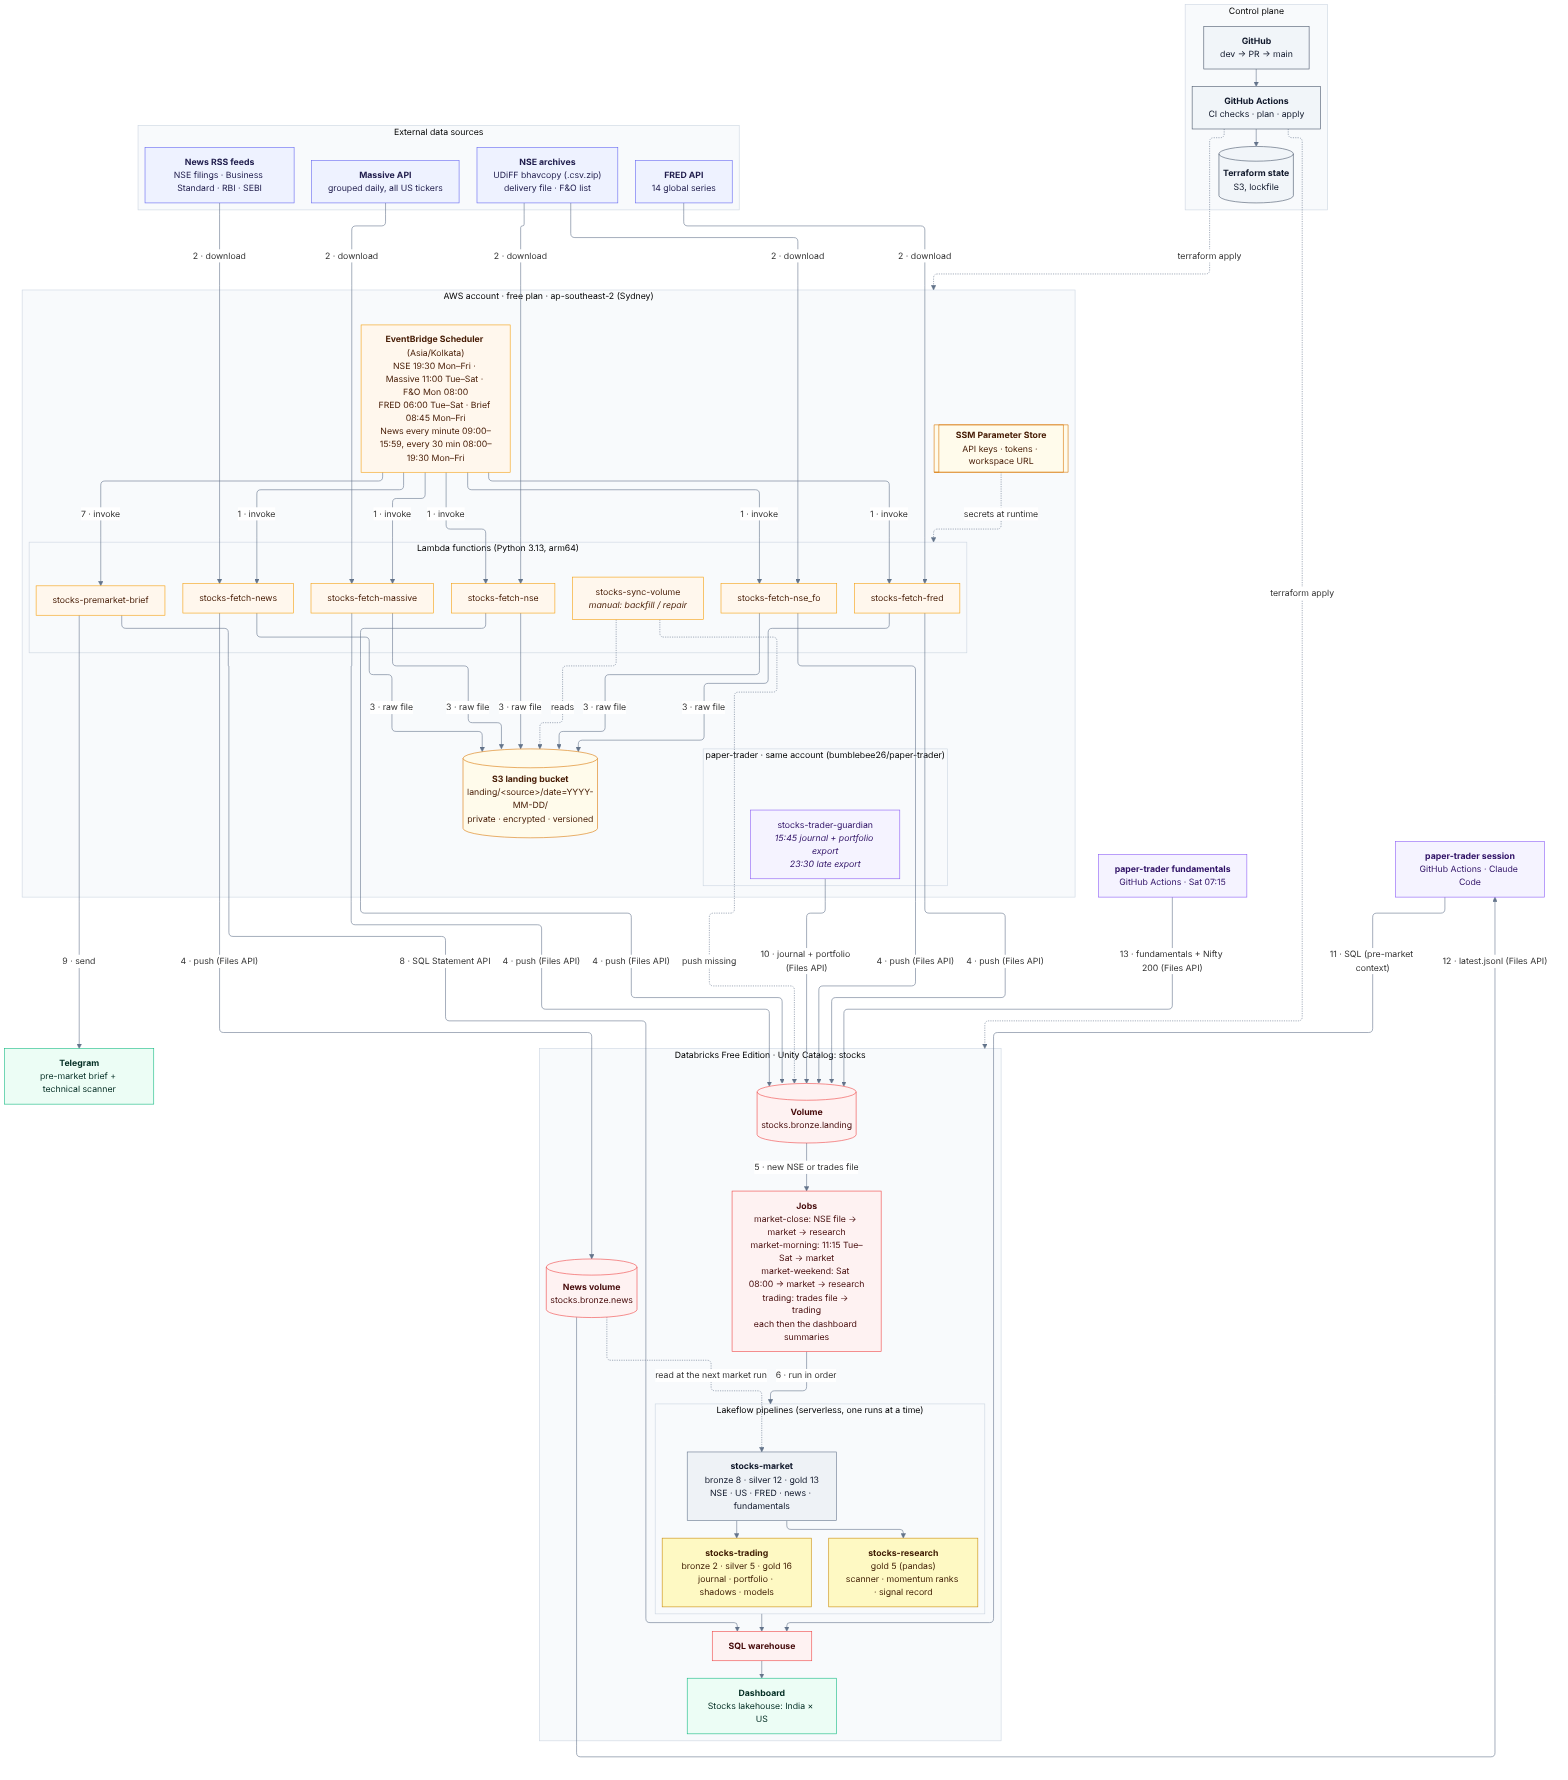 Control plane
GitHub
dev → PR → main
GitHub Actions
CI checks · plan · apply
Terraform state
S3, lockfile
External data sources
News RSS feeds
NSE filings · Business
Standard · RBI · SEBI
Massive API
grouped daily, all US tickers
NSE archives
UDiFF bhavcopy (.csv.zip)
delivery file · F&O list
FRED API
14 global series
2 · download
2 · download
2 · download
2 · download
2 · download
terraform apply
AWS account · free plan · ap-southeast-2 (Sydney)
EventBridge Scheduler
(Asia/Kolkata)
NSE 19:30 Mon–Fri ·
Massive 11:00 Tue–Sat ·
F&O Mon 08:00
FRED 06:00 Tue–Sat · Brief
08:45 Mon–Fri
News every minute 09:00–
15:59, every 30 min 08:00–
19:30 Mon–Fri
SSM Parameter Store
API keys · tokens ·
workspace URL
7 · invoke
1 · invoke
1 · invoke
1 · invoke
1 · invoke
1 · invoke
secrets at runtime
Lambda functions (Python 3.13, arm64)
stocks-premarket-brief
stocks-fetch-news
stocks-fetch-massive
stocks-fetch-nse
stocks-sync-volume
manual: backfill / repair
stocks-fetch-nse_fo
stocks-fetch-fred
terraform apply
3 · raw file
3 · raw file
3 · raw file
reads
3 · raw file
3 · raw file
S3 landing bucket
landing/<source>/date=YYYY-
MM-DD/
private · encrypted · versioned
paper-trader · same account (bumblebee26/paper-trader)
stocks-trader-guardian
15:45 journal + portfolio
export
23:30 late export
paper-trader fundamentals
GitHub Actions · Sat 07:15
paper-trader session
GitHub Actions · Claude
Code
9 · send
4 · push (Files API)
8 · SQL Statement API
4 · push (Files API)
4 · push (Files API)
push missing
10 · journal + portfolio
(Files API)
4 · push (Files API)
4 · push (Files API)
13 · fundamentals + Nifty
200 (Files API)
11 · SQL (pre-market
context)
12 · latest.jsonl (Files API)
Telegram
pre-market brief +
technical scanner
Databricks Free Edition · Unity Catalog: stocks
Volume
stocks.bronze.landing
5 · new NSE or trades file
Jobs
market-close: NSE file →
market → research
market-morning: 11:15 Tue–
Sat → market
market-weekend: Sat
08:00 → market → research
trading: trades file →
trading
each then the dashboard
summaries
News volume
stocks.bronze.news
read at the next market run
6 · run in order
Lakeflow pipelines (serverless, one runs at a time)
stocks-market
bronze 8 · silver 12 · gold 13
NSE · US · FRED · news ·
fundamentals
stocks-trading
bronze 2 · silver 5 · gold 16
journal · portfolio ·
shadows · models
stocks-research
gold 5 (pandas)
scanner · momentum ranks
· signal record
SQL warehouse
Dashboard
Stocks lakehouse: India ×
US